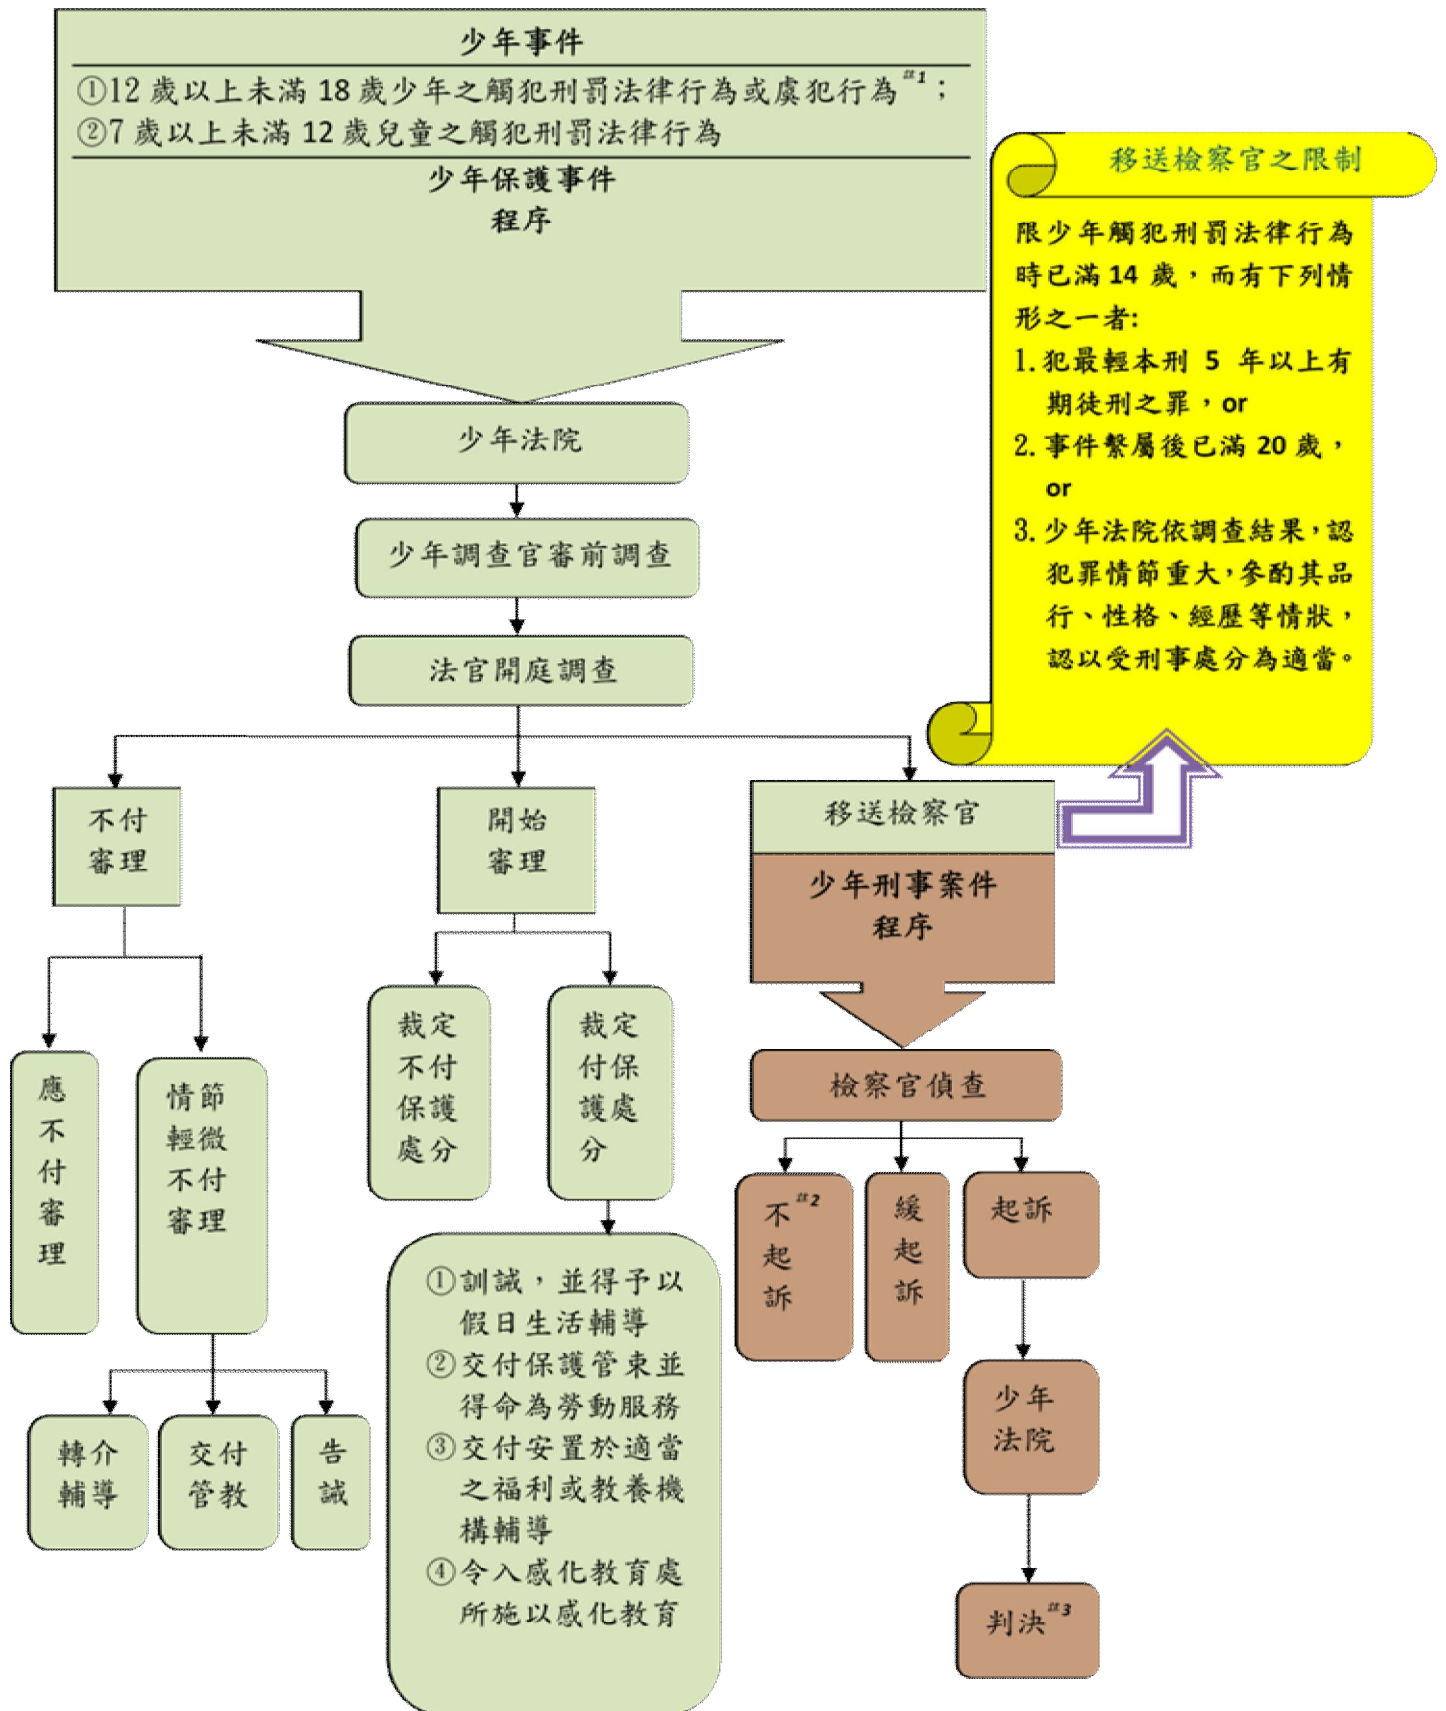 少年事件
①12 歲以上未滿 18 歲少年之觸犯刑罰法律行為或虞犯行為註1；
②7 歲以上未滿 12 歲兒童之觸犯刑罰法律行為
少年保護事件
程序
移送檢察官之限制
限少年觸犯刑罰法律行為
時已滿 14 歲，而有下列情
形之一者:
1. 犯最輕本刑 5 年以上有
期徒刑之罪，or
2. 事件繫屬後已滿 20 歲，
or
3. 少年法院依調查結果，認
犯罪情節重大，參酌其品
行、性格、經歷等情狀，
認以受刑事處分為適當。
少年法院
少年調查官審前調查
法官開庭調查
不付
審理
開始
審理
移送檢察官
少年刑事案件
程序
應
不
付
審
理
情節
輕微
不付
審理
裁定
不付
保護
處分
裁定
付保
護處
分
檢察官偵查
不註2
起
訴
緩
起
訴
起訴
轉介
輔導
交付
管教
告
誡
①訓誡，並得予以
假日生活輔導
②交付保護管束並
得命為勞動服務
③交付安置於適當
之福利或教養機
構輔導
④令入感化教育處
所施以感化教育
少年
法院
判決註3